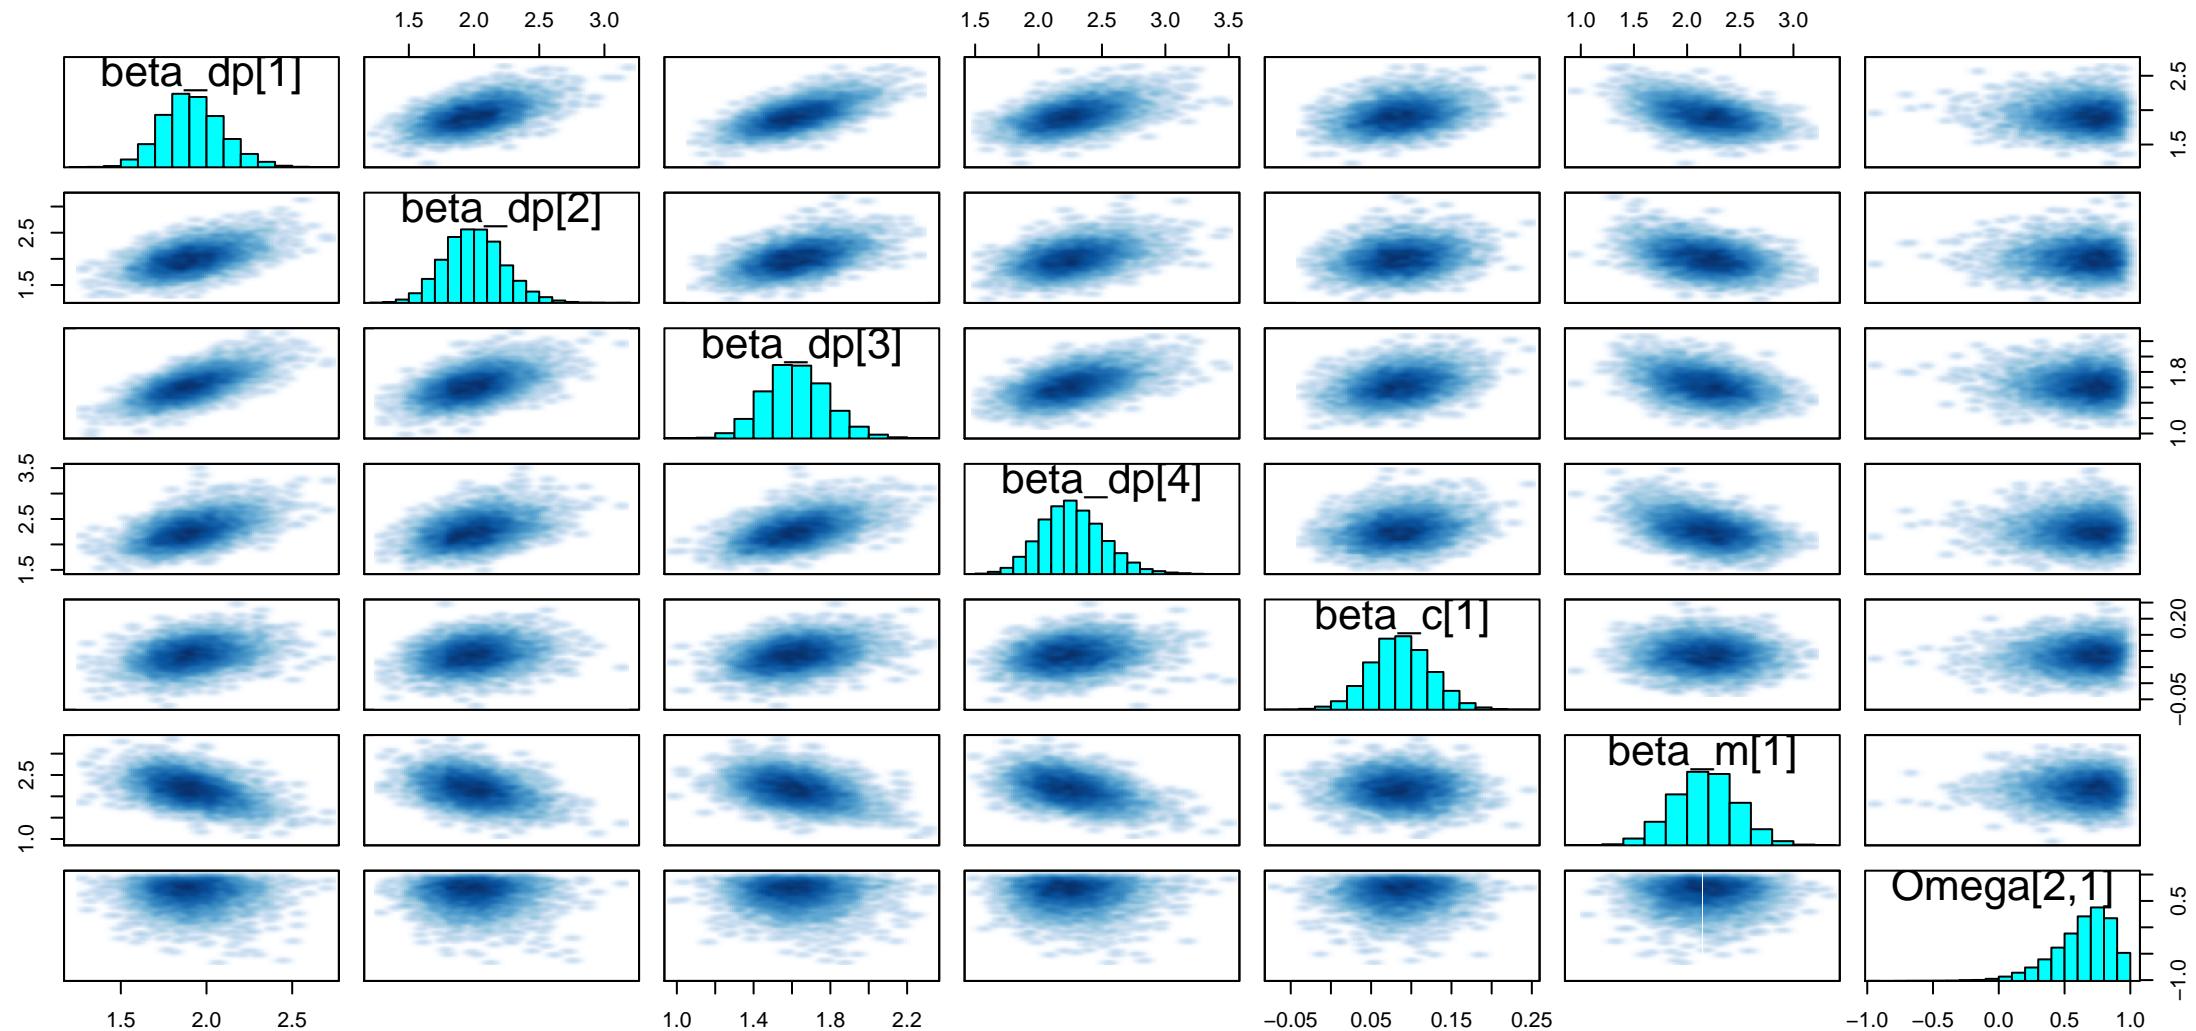 1.5 2.0 2.5 3.0 1.5 2.0 2.5 3.0 3.5 1.0 1.5 2.0 2.5 3.0
beta_dp[1] 1.5 2.5
1.5 2.5 beta_dp[2]
beta_dp[3] 1.0 1.8
1.5 2.5 3.5 beta_dp[4]
beta_c[1] −0.05 0.20
1.0 2.5 beta_m[1]
Omega[2,1] −1.0 0.5
1.5 2.0 2.5 1.0 1.4 1.8 2.2 −0.05 0.05 0.15 0.25 −1.0 −0.5 0.0 0.5 1.0